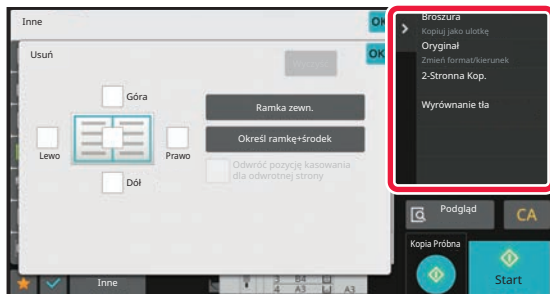 Inne
OK
Usuń
OK
Wyczyść
Góra
Lewo
Prawo
Dół
Ramka zewn.
Określ ramkę+środek
Odwróć pozycję kasowania
dla odwrotnej strony
Broszura
Kopiuj jako ulotkę
Oryginał
Zmień format/kierunek
2-Stronna Kop.
Wyrównanie tła
Podgląd
CA
Kopia Próbna
Start
Inne
3 B4
4 A3
A3